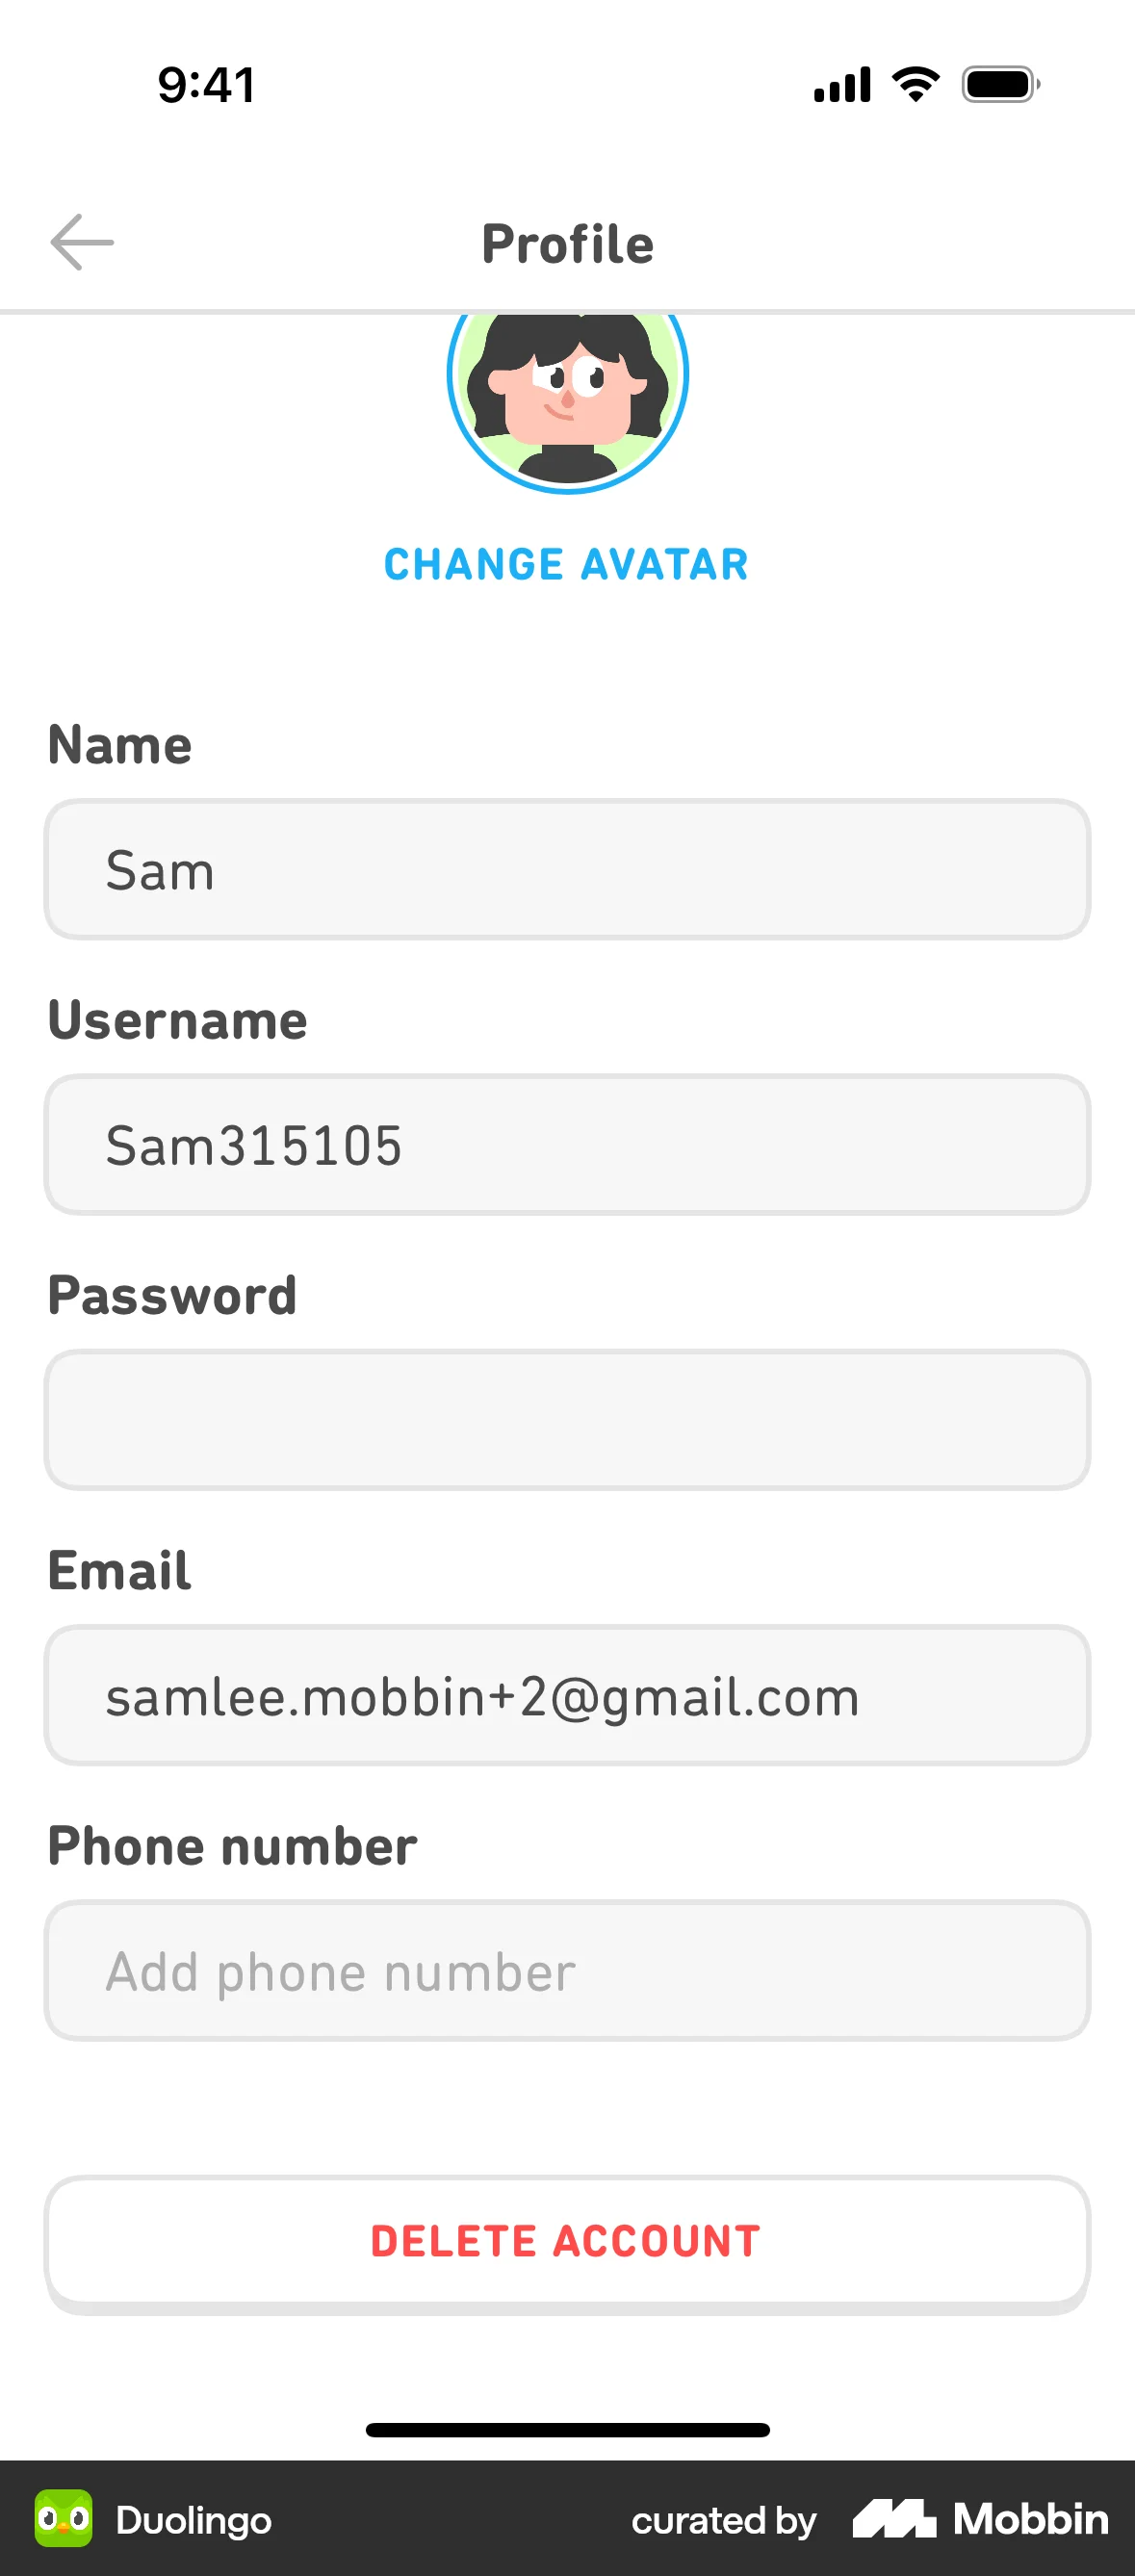 9:41
Profile
CHANGE AVATAR
Name
Sam
Username
Sam315105
Password
Email
samlee.mobbin+2@gmail.com
Phone number
Add phone number
DELETE ACCOUNT
Duolingo
curated by Mobbin